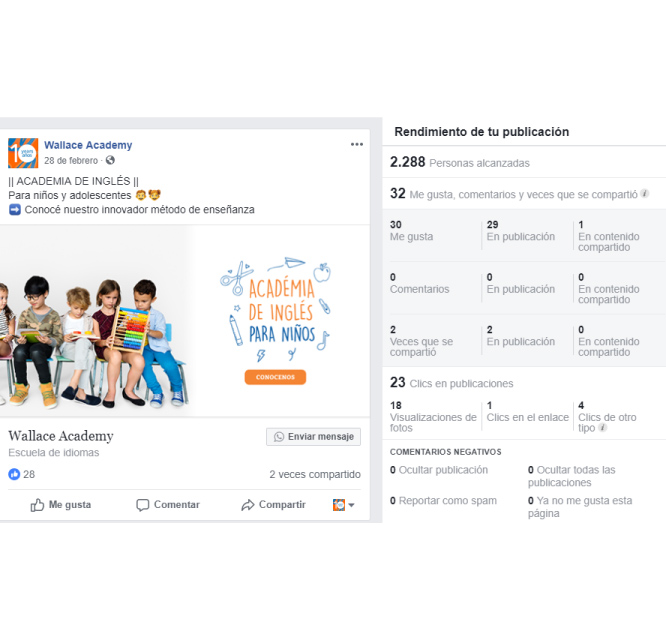 Wallace Academy
28 de febrero ·
|| ACADEMIA DE INGLÉS ||
Para niños y adolescentes
Conocé nuestro innovador método de enseñanza
ACADÉMIA
DE INGLÉS
PARA NIÑOS
CONOCENOS
Wallace Academy
Escuela de idiomas
Enviar mensaje
28
2 veces compartido
Me gusta
Comentar
Compartir
Rendimiento de tu publicación
2.288 Personas alcanzadas
32 Me gusta, comentarios y veces que se compartió
30
Me gusta
29
En publicación
1
En contenido
compartido
0
Comentarios
0
En publicación
0
En contenido
compartido
2
Veces que se
compartió
2
En publicación
0
En contenido
compartido
23 Clics en publicaciones
18
Visualizaciones de
fotos
1
Clics en el enlace
4
Clics de otro
tipo
COMENTARIOS NEGATIVOS
0 Ocultar publicación
0 Ocultar todas las
publicaciones
0 Reportar como spam
0 Ya no me gusta esta
página